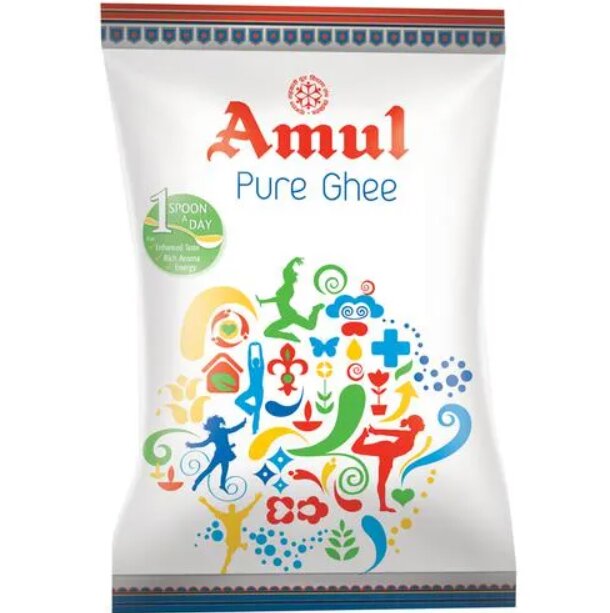 Amul
Pure Ghee
1 SPOON
A
DAY
Enhanced Taste
Rich Aroma
Energy